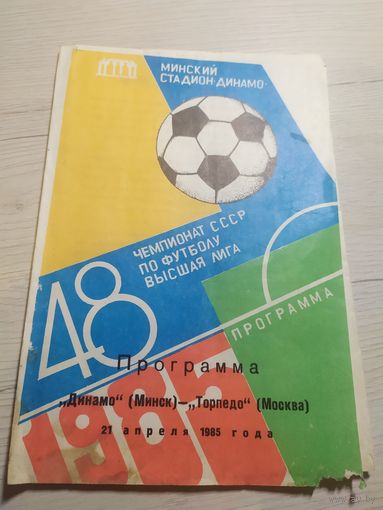 МИНСКИЙ
СТАДИОН·ДИНАМО·
48
ЧЕМПИОНАТ СССР
ПО ФУТБОЛУ
ВЫСШАЯ ЛИГА
ПРОГРАММА
1985
Программа
„Динамо“ (Минск)—„Торпедо“ (Москва)
21 апреля 1985 года